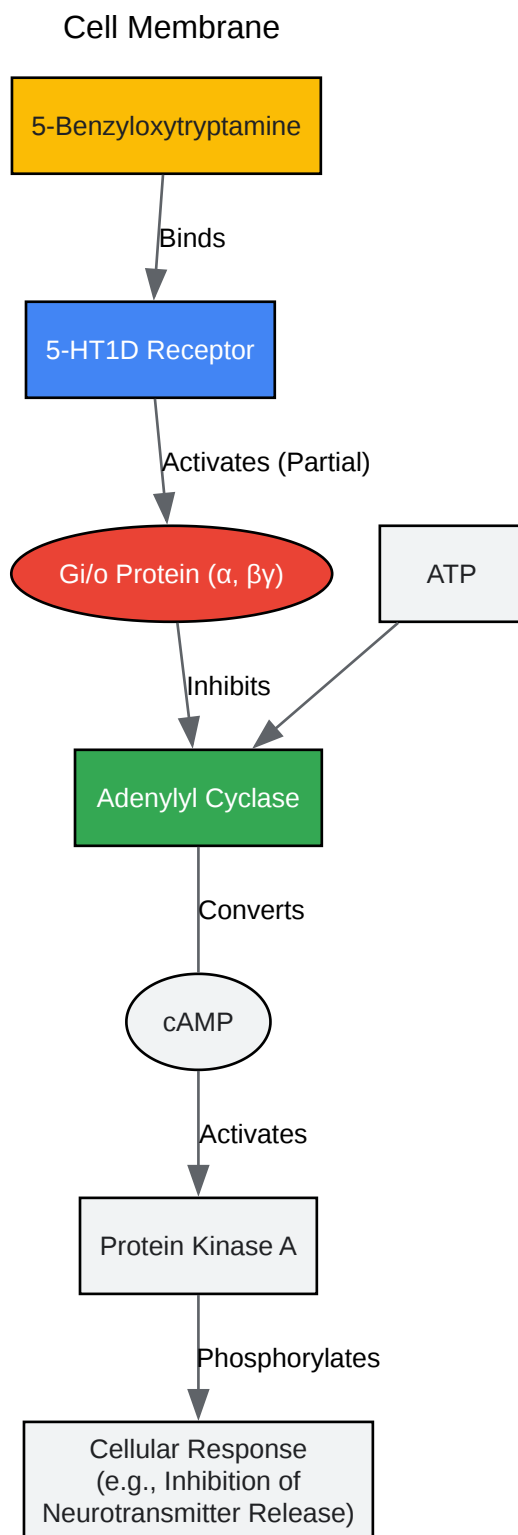 Cell Membrane
5-Benzyloxytryptamine
Binds
5-HT1D Receptor
Activates (Partial)
Gi/o Protein (α, βγ)
ATP
Inhibits
Adenylyl Cyclase
Converts
cAMP
Activates
Protein Kinase A
Phosphorylates
Cellular Response
(e.g., Inhibition of
Neurotransmitter Release)